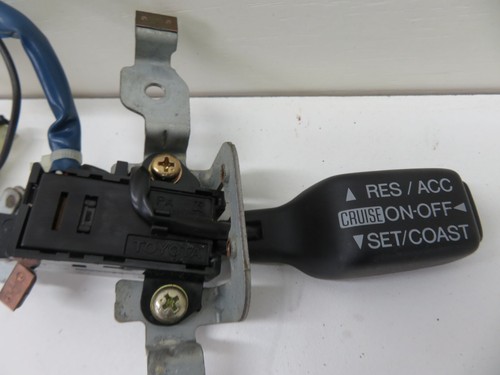 ▲ RES / ACC
CRUISE ON-OFF ◄
▼ SET/COAST